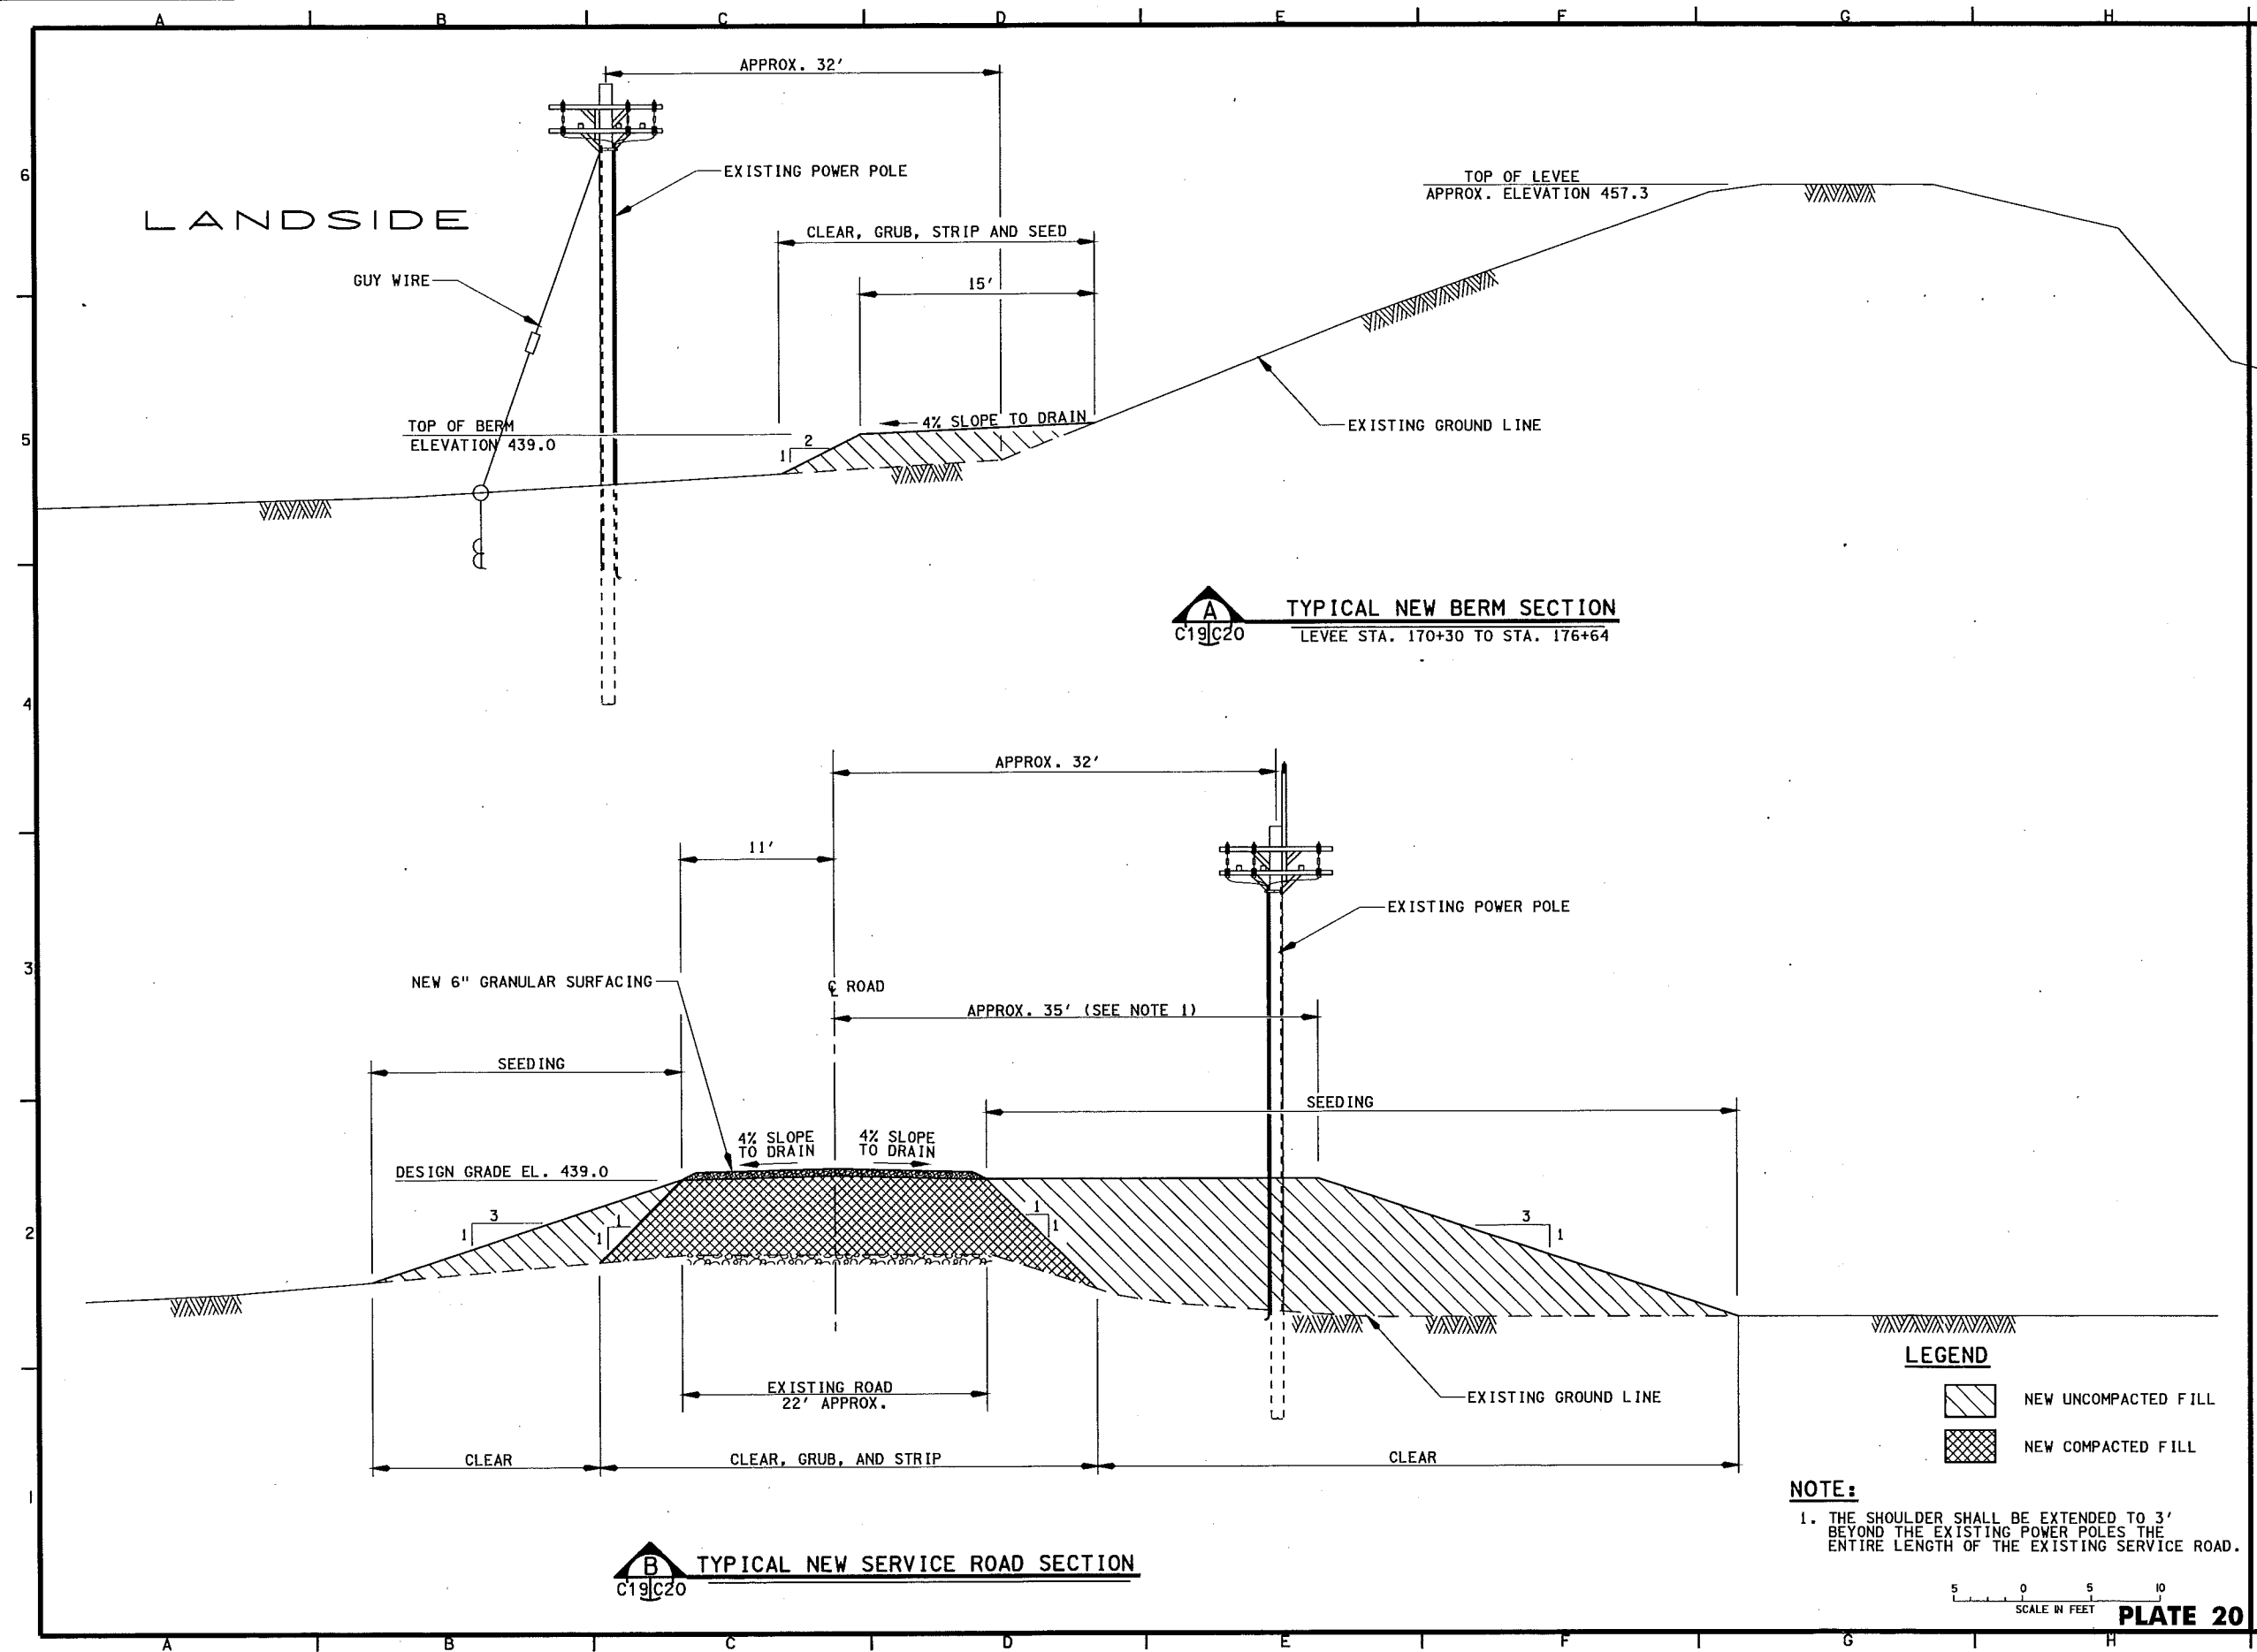 A B C D E F G H
APPROX. 32'
EXISTING POWER POLE
6
TOP OF LEVEE
APPROX. ELEVATION 457.3
LANDSIDE
CLEAR, GRUB, STRIP AND SEED
GUY WIRE
15'
4% SLOPE TO DRAIN
TOP OF BERM
ELEVATION 439.0
5
2
1
EXISTING GROUND LINE
A
C19 C20
TYPICAL NEW BERM SECTION
LEVEE STA. 170+30 TO STA. 176+64
4
APPROX. 32'
11'
EXISTING POWER POLE
3
NEW 6" GRANULAR SURFACING
℄ ROAD
APPROX. 35' (SEE NOTE 1)
SEEDING
SEEDING
4% SLOPE
TO DRAIN
4% SLOPE
TO DRAIN
DESIGN GRADE EL. 439.0
2
3
1
1
1
1
1
3
1
LEGEND
EXISTING ROAD
22' APPROX.
EXISTING GROUND LINE
NEW UNCOMPACTED FILL
NEW COMPACTED FILL
CLEAR
CLEAR, GRUB, AND STRIP
CLEAR
1
NOTE:
1. THE SHOULDER SHALL BE EXTENDED TO 3'
BEYOND THE EXISTING POWER POLES THE
ENTIRE LENGTH OF THE EXISTING SERVICE ROAD.
B
C19 C20
TYPICAL NEW SERVICE ROAD SECTION
5 0 5 10
SCALE IN FEET
PLATE 20
A B C D E F G H